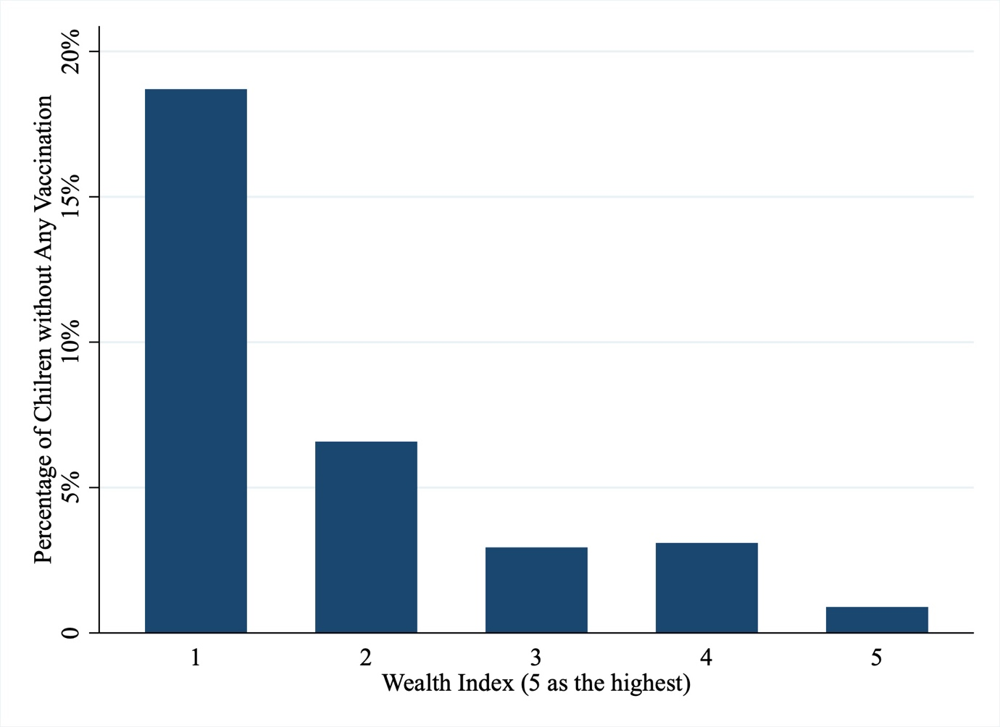 Percentage of Chilren without Any Vaccination
20%
15%
10%
5%
0
1 2 3 4 5
Wealth Index (5 as the highest)